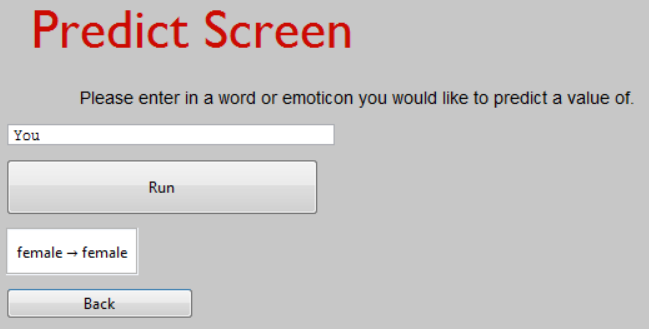 Predict Screen
Please enter in a word or emoticon you would like to predict a value of.
You
Run
female → female
Back